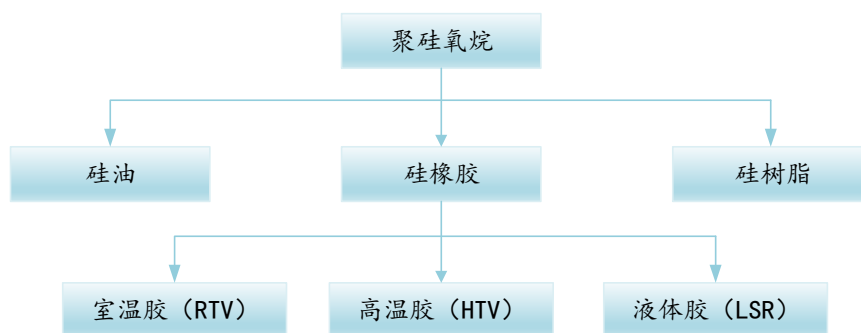 聚硅氧烷
硅油
硅橡胶
硅树脂
室温胶（RTV）
高温胶（HTV）
液体胶（LSR）